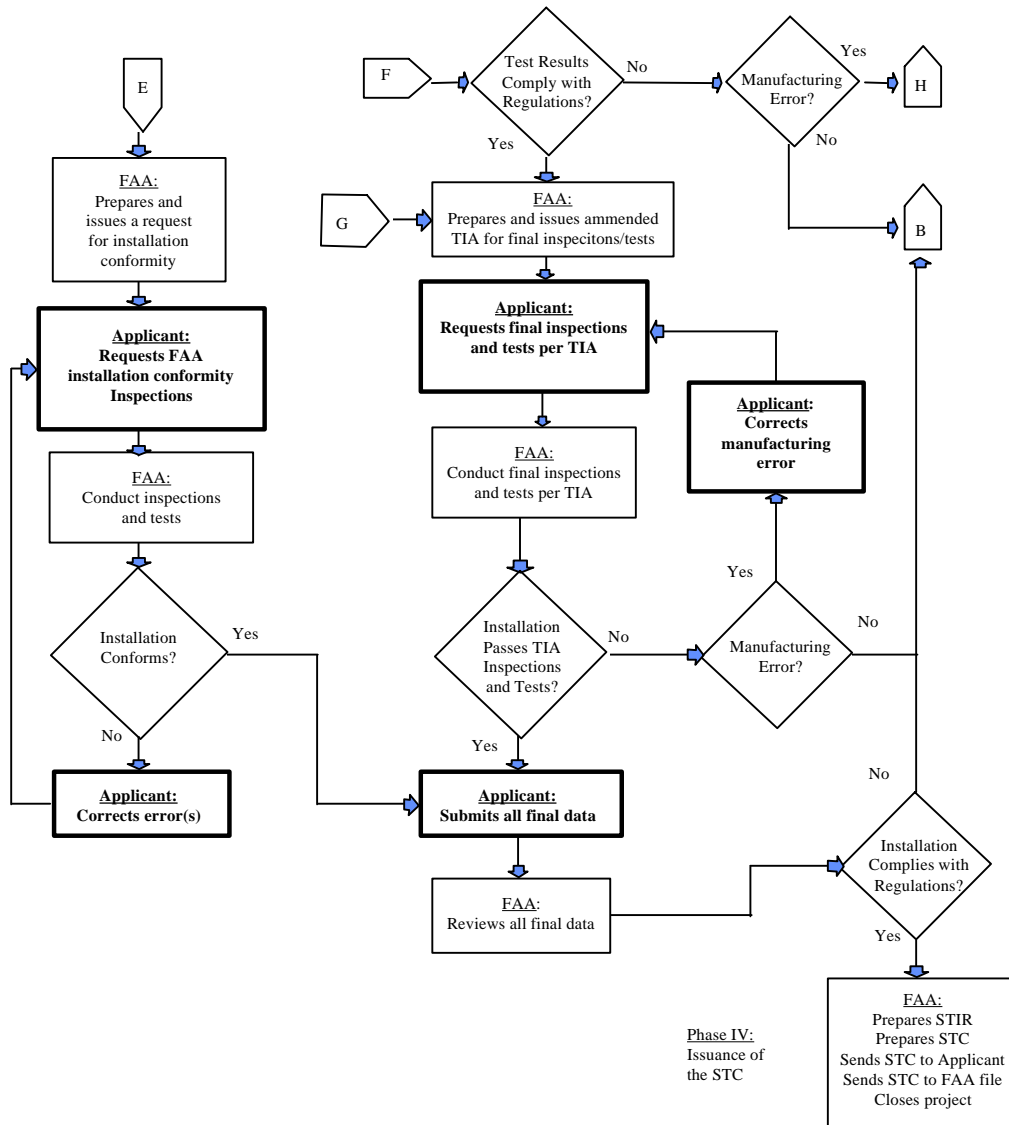 E
FAA:
Prepares and
issues a request
for installation
conformity
Applicant:
Requests FAA
installation conformity
Inspections
FAA:
Conduct inspections
and tests
Installation
Conforms?
Yes
No
Applicant:
Corrects error(s)
F
Test Results
Comply with
Regulations?
No
Yes
Manufacturing
Error?
Yes
No
H
B
G
FAA:
Prepares and issues ammended
TIA for final inspecitons/tests
Applicant:
Requests final inspections
and tests per TIA
FAA:
Conduct final inspections
and tests per TIA
Installation
Passes TIA
Inspections
and Tests?
No
Yes
Manufacturing
Error?
Yes
No
Applicant:
Corrects
manufacturing
error
Applicant:
Submits all final data
FAA:
Reviews all final data
Installation
Complies with
Regulations?
No
Yes
Phase IV:
Issuance of
the STC
FAA:
Prepares STIR
Prepares STC
Sends STC to Applicant
Sends STC to FAA file
Closes project